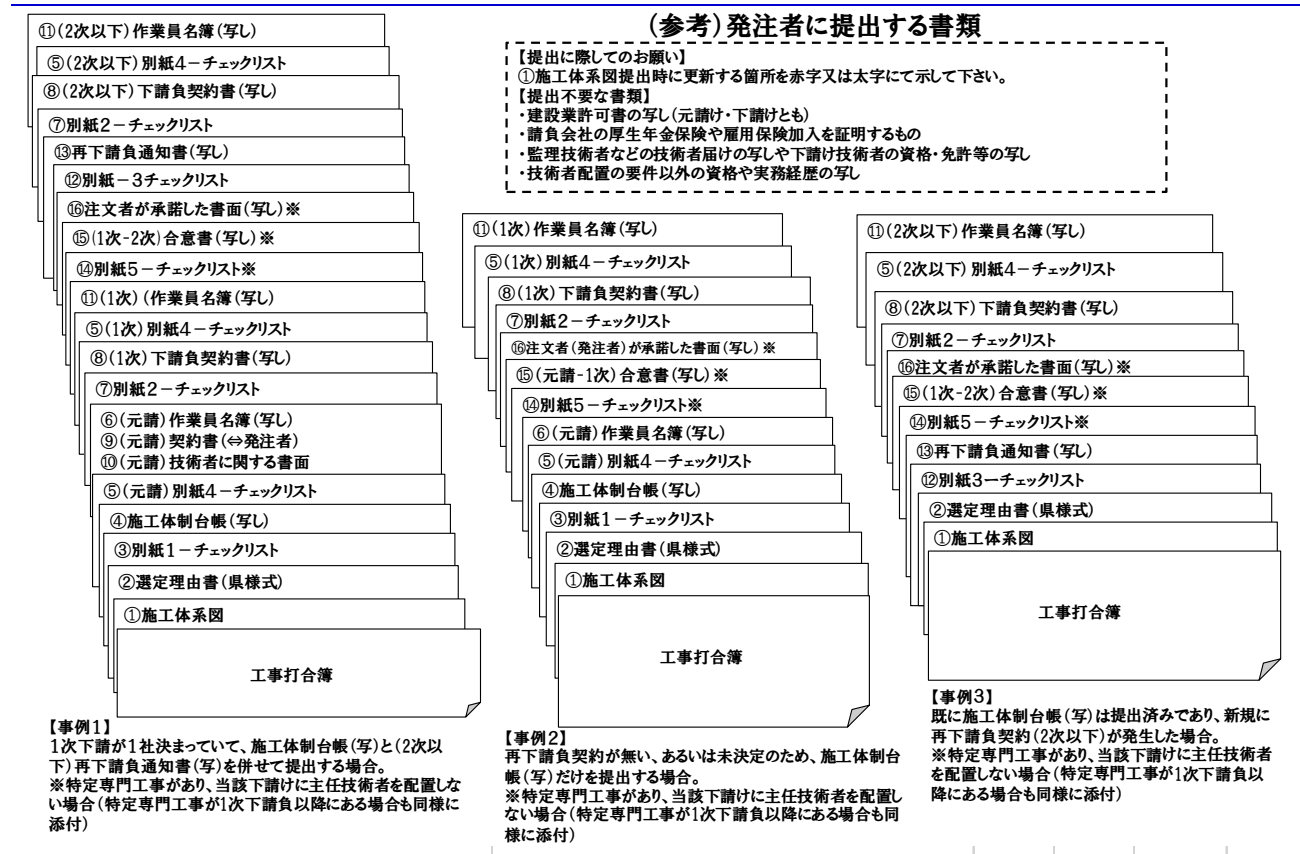 (参考)発注者に提出する書類
【提出に際してのお願い】
①施工体系図提出時に更新する箇所を赤字又は太字にて示して下さい。
【提出不要な書類】
・建設業許可書の写し(元請け・下請けとも)
・請負会社の厚生年金保険や雇用保険加入を証明するもの
・監理技術者などの技術者届けの写しや下請け技術者の資格・免許等の写し
・技術者配置の要件以外の資格や実務経歴の写し
⑪(2次以下)作業員名簿(写し)
⑤(2次以下)別紙4-チェックリスト
⑧(2次以下)下請負契約書(写し)
⑦別紙2-チェックリスト
⑬再下請負通知書(写し)
⑫別紙-3チェックリスト
⑯注文者が承諾した書面(写し)※
⑮(1次-2次)合意書(写し)※
⑭別紙5-チェックリスト※
⑪(1次)(作業員名簿(写し)
⑤(1次)別紙4-チェックリスト
⑧(1次)下請負契約書(写し)
⑦別紙2-チェックリスト
⑥(元請)作業員名簿(写し)
⑨(元請)契約書(⇔発注者)
⑩(元請)技術者に関する書面
⑤(元請)別紙4-チェックリスト
④施工体制台帳(写し)
③別紙1-チェックリスト
②選定理由書(県様式)
①施工体系図
工事打合簿
【事例1】
1次下請が1社決まっていて、施工体制台帳(写)と(2次以
下)再下請負通知書(写)を併せて提出する場合。
※特定専門工事があり、当該下請けに主任技術者を配置しな
い場合(特定専門工事が1次下請負以降にある場合も同様に
添付)
⑪(1次)作業員名簿(写し)
⑤(1次)別紙4-チェックリスト
⑧(1次)下請負契約書(写し)
⑦別紙2-チェックリスト
⑯注文者(発注者)が承諾した書面(写し)※
⑮(元請-1次)合意書(写し)※
⑭別紙5-チェックリスト※
⑥(元請)作業員名簿(写し)
⑤(元請)別紙4-チェックリスト
④施工体制台帳(写し)
③別紙1-チェックリスト
②選定理由書(県様式)
①施工体系図
工事打合簿
【事例2】
再下請負契約が無い、あるいは未決定のため、施工体制台
帳(写)だけを提出する場合。
※特定専門工事があり、当該下請けに主任技術者を配置し
ない場合(特定専門工事が1次下請負以降にある場合も同
様に添付)
⑪(2次以下)作業員名簿(写し)
⑤(2次以下)別紙4-チェックリスト
⑧(2次以下)下請負契約書(写し)
⑦別紙2-チェックリスト
⑯注文者が承諾した書面(写し)※
⑮(1次-2次)合意書(写し)※
⑭別紙5-チェックリスト※
⑬再下請負通知書(写し)
⑫別紙3ーチェックリスト
②選定理由書(県様式)
①施工体系図
工事打合簿
【事例3】
既に施工体制台帳(写)は提出済みであり、新規に
再下請負契約(2次以下)が発生した場合。
※特定専門工事があり、当該下請けに主任技術者
を配置しない場合(特定専門工事が1次下請負以
降にある場合も同様に添付)